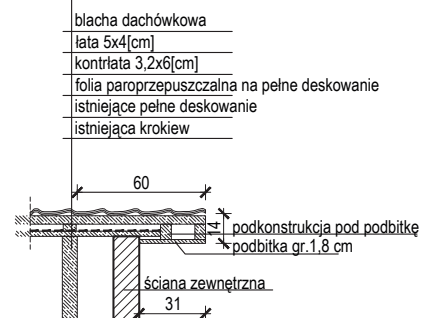 blacha dachówkowa
łata 5x4[cm]
kontrłata 3,2x6[cm]
folia paroprzepuszczalna na pełne deskowanie
istniejące pełne deskowanie
istniejąca krokiew
60
14
podkonstrukcja pod podbitkę
podbitka gr.1,8 cm
ściana zewnętrzna
31